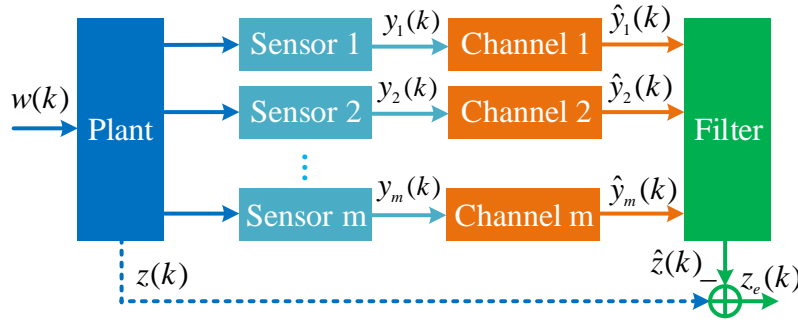 w(k)
Plant
Sensor 1
y₁(k)
Channel 1
ŷ₁(k)
Sensor 2
y₂(k)
Channel 2
ŷ₂(k)
⋮
Sensor m
yₘ(k)
Channel m
ŷₘ(k)
Filter
z(k)
ẑ(k)
−
zₑ(k)